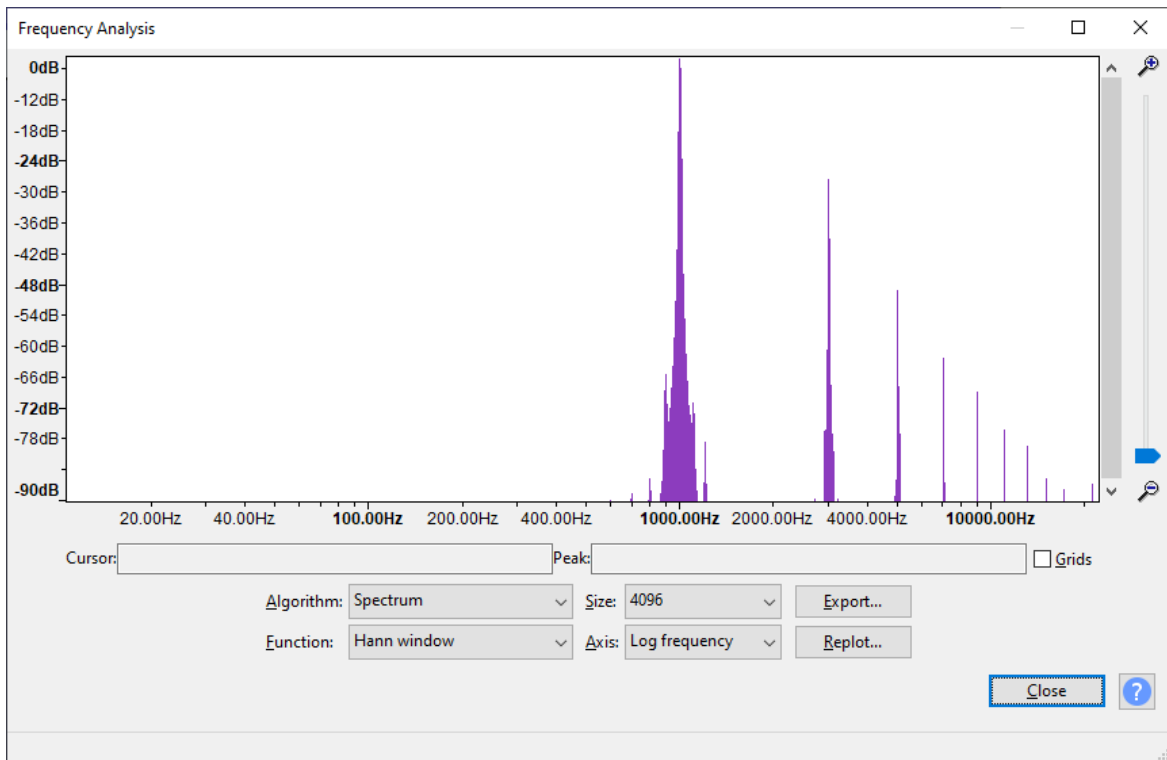 Frequency Analysis
0dB
-12dB
-18dB
-24dB
-30dB
-36dB
-42dB
-48dB
-54dB
-60dB
-66dB
-72dB
-78dB
-90dB
20.00Hz 40.00Hz 100.00Hz 200.00Hz 400.00Hz 1000.00Hz 2000.00Hz 4000.00Hz 10000.00Hz
Cursor: Peak: Grids
Algorithm: Spectrum Size: 4096 Export...
Function: Hann window Axis: Log frequency Replot...
Close ?